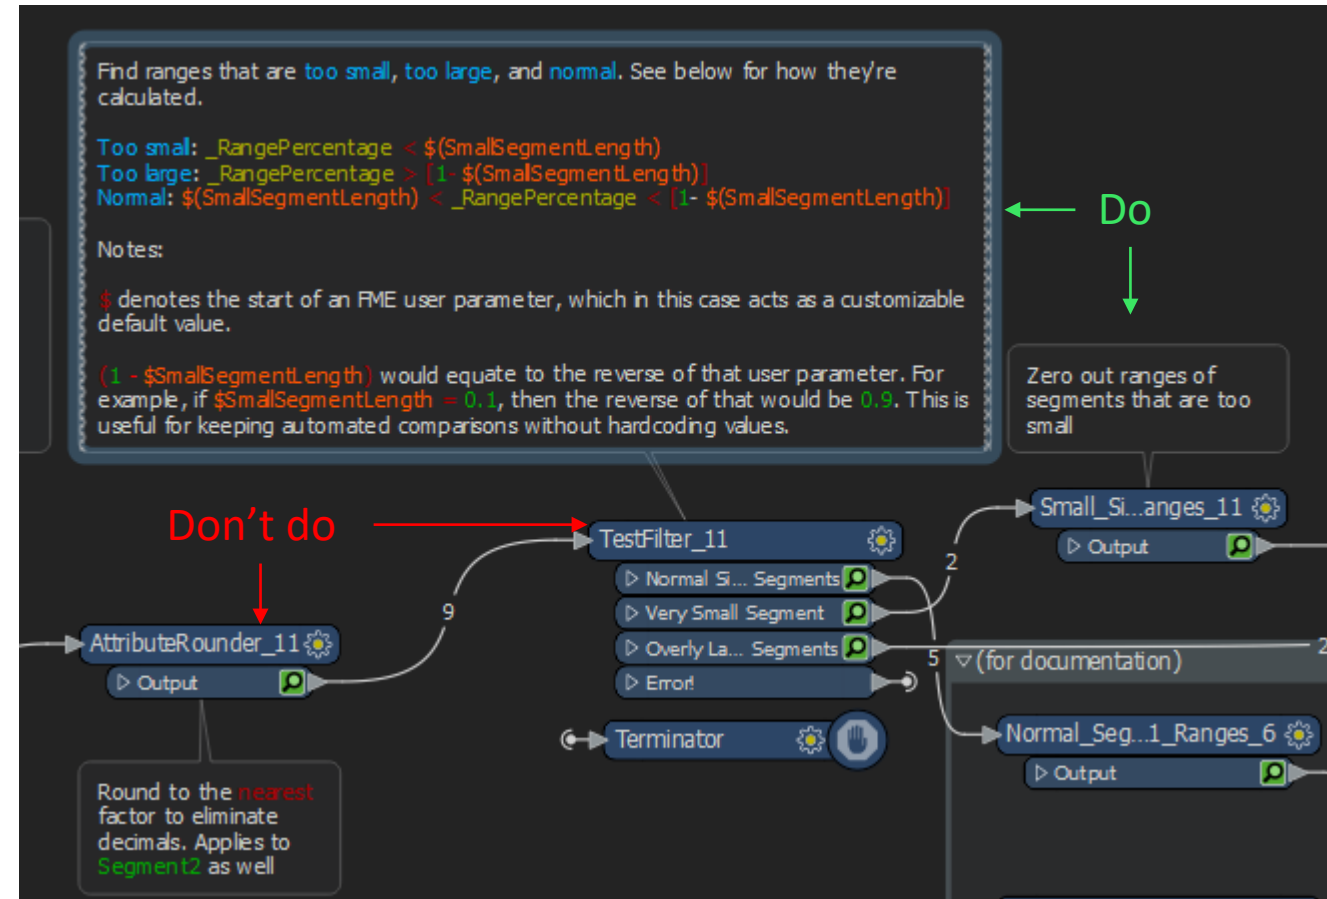 Find ranges that are too small, too large, and normal. See below for how they're
calculated.
Too small: _RangePercentage < $(SmallSegmentLength)
Too large: _RangePercentage > [1- $(SmallSegmentLength)]
Normal: $(SmallSegmentLength) < _RangePercentage < [1- $(SmallSegmentLength)]
Notes:
$ denotes the start of an FME user parameter, which in this case acts as a customizable
default value.
(1 - $SmallSegmentLength) would equate to the reverse of that user parameter. For
example, if $SmallSegmentLength = 0.1, then the reverse of that would be 0.9. This is
useful for keeping automated comparisons without hardcoding values.
Do
Zero out ranges of
segments that are too
small
Don't do
TestFilter_11
Normal Si... Segments
Very Small Segment
Overly La... Segments
Error!
Terminator
Small_Si...anges_11
Output
2
9
5
2
AttributeRounder_11
Output
Round to the nearest
factor to eliminate
decimals. Applies to
Segment2 as well
(for documentation)
Normal_Seg...1_Ranges_6
Output